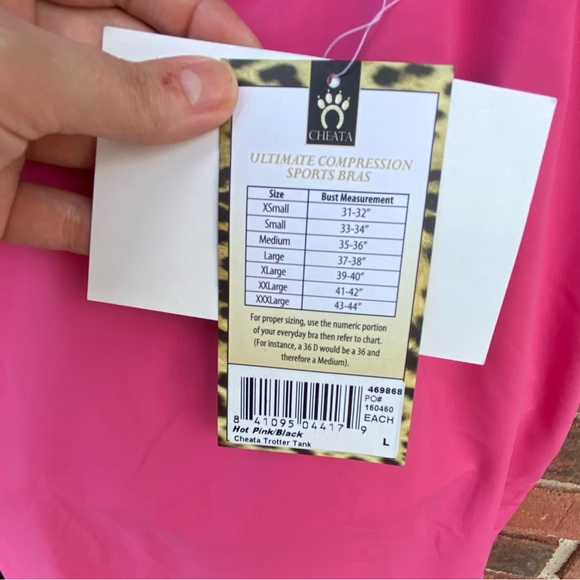 CHEATA
ULTIMATE COMPRESSION
SPORTS BRAS
Size Bust Measurement
XSmall 31-32"
Small 33-34"
Medium 35-36"
Large 37-38"
XLarge 39-40"
XXLarge 41-42"
XXXLarge 43-44"
For proper sizing, use the numeric portion
of your everyday bra then refer to chart.
(For instance, a 36 D would be a 36 and
therefore a Medium).
469868
PO#
160460
EACH
8 41095 04417 9
Hot Pink/Black
Cheata Trotter Tank
L